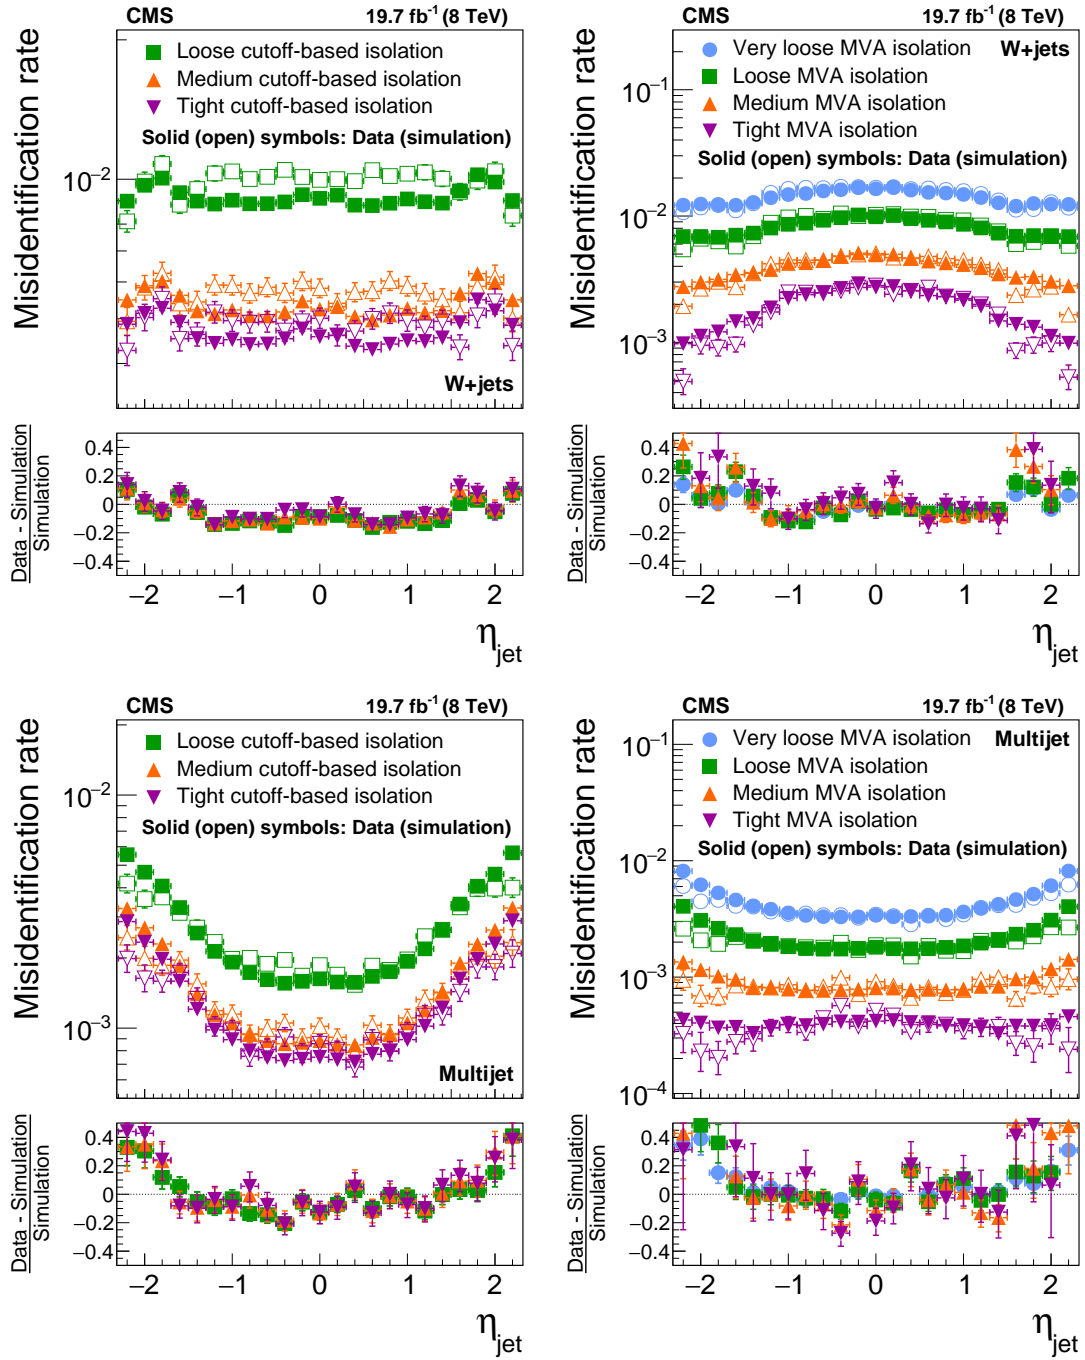 CMS 19.7 fb⁻¹ (8 TeV)
Misidentification rate
Loose cutoff-based isolation
Medium cutoff-based isolation
Tight cutoff-based isolation
Solid (open) symbols: Data (simulation)
10⁻²
W+jets
Data - Simulation
Simulation
0.4
0.2
0
−0.2
−0.4
−2 −1 0 1 2
η_jet
CMS 19.7 fb⁻¹ (8 TeV)
Misidentification rate
Very loose MVA isolation
W+jets
Loose MVA isolation
Medium MVA isolation
Tight MVA isolation
Solid (open) symbols: Data (simulation)
10⁻¹
10⁻²
10⁻³
Data - Simulation
Simulation
0.4
0.2
0
−0.2
−0.4
−2 −1 0 1 2
η_jet
CMS 19.7 fb⁻¹ (8 TeV)
Misidentification rate
Loose cutoff-based isolation
Medium cutoff-based isolation
Tight cutoff-based isolation
Solid (open) symbols: Data (simulation)
10⁻²
10⁻³
Multijet
Data - Simulation
Simulation
0.4
0.2
0
−0.2
−0.4
−2 −1 0 1 2
η_jet
CMS 19.7 fb⁻¹ (8 TeV)
Misidentification rate
Very loose MVA isolation
Multijet
Loose MVA isolation
Medium MVA isolation
Tight MVA isolation
Solid (open) symbols: Data (simulation)
10⁻¹
10⁻²
10⁻³
10⁻⁴
Data - Simulation
Simulation
0.4
0.2
0
−0.2
−0.4
−2 −1 0 1 2
η_jet